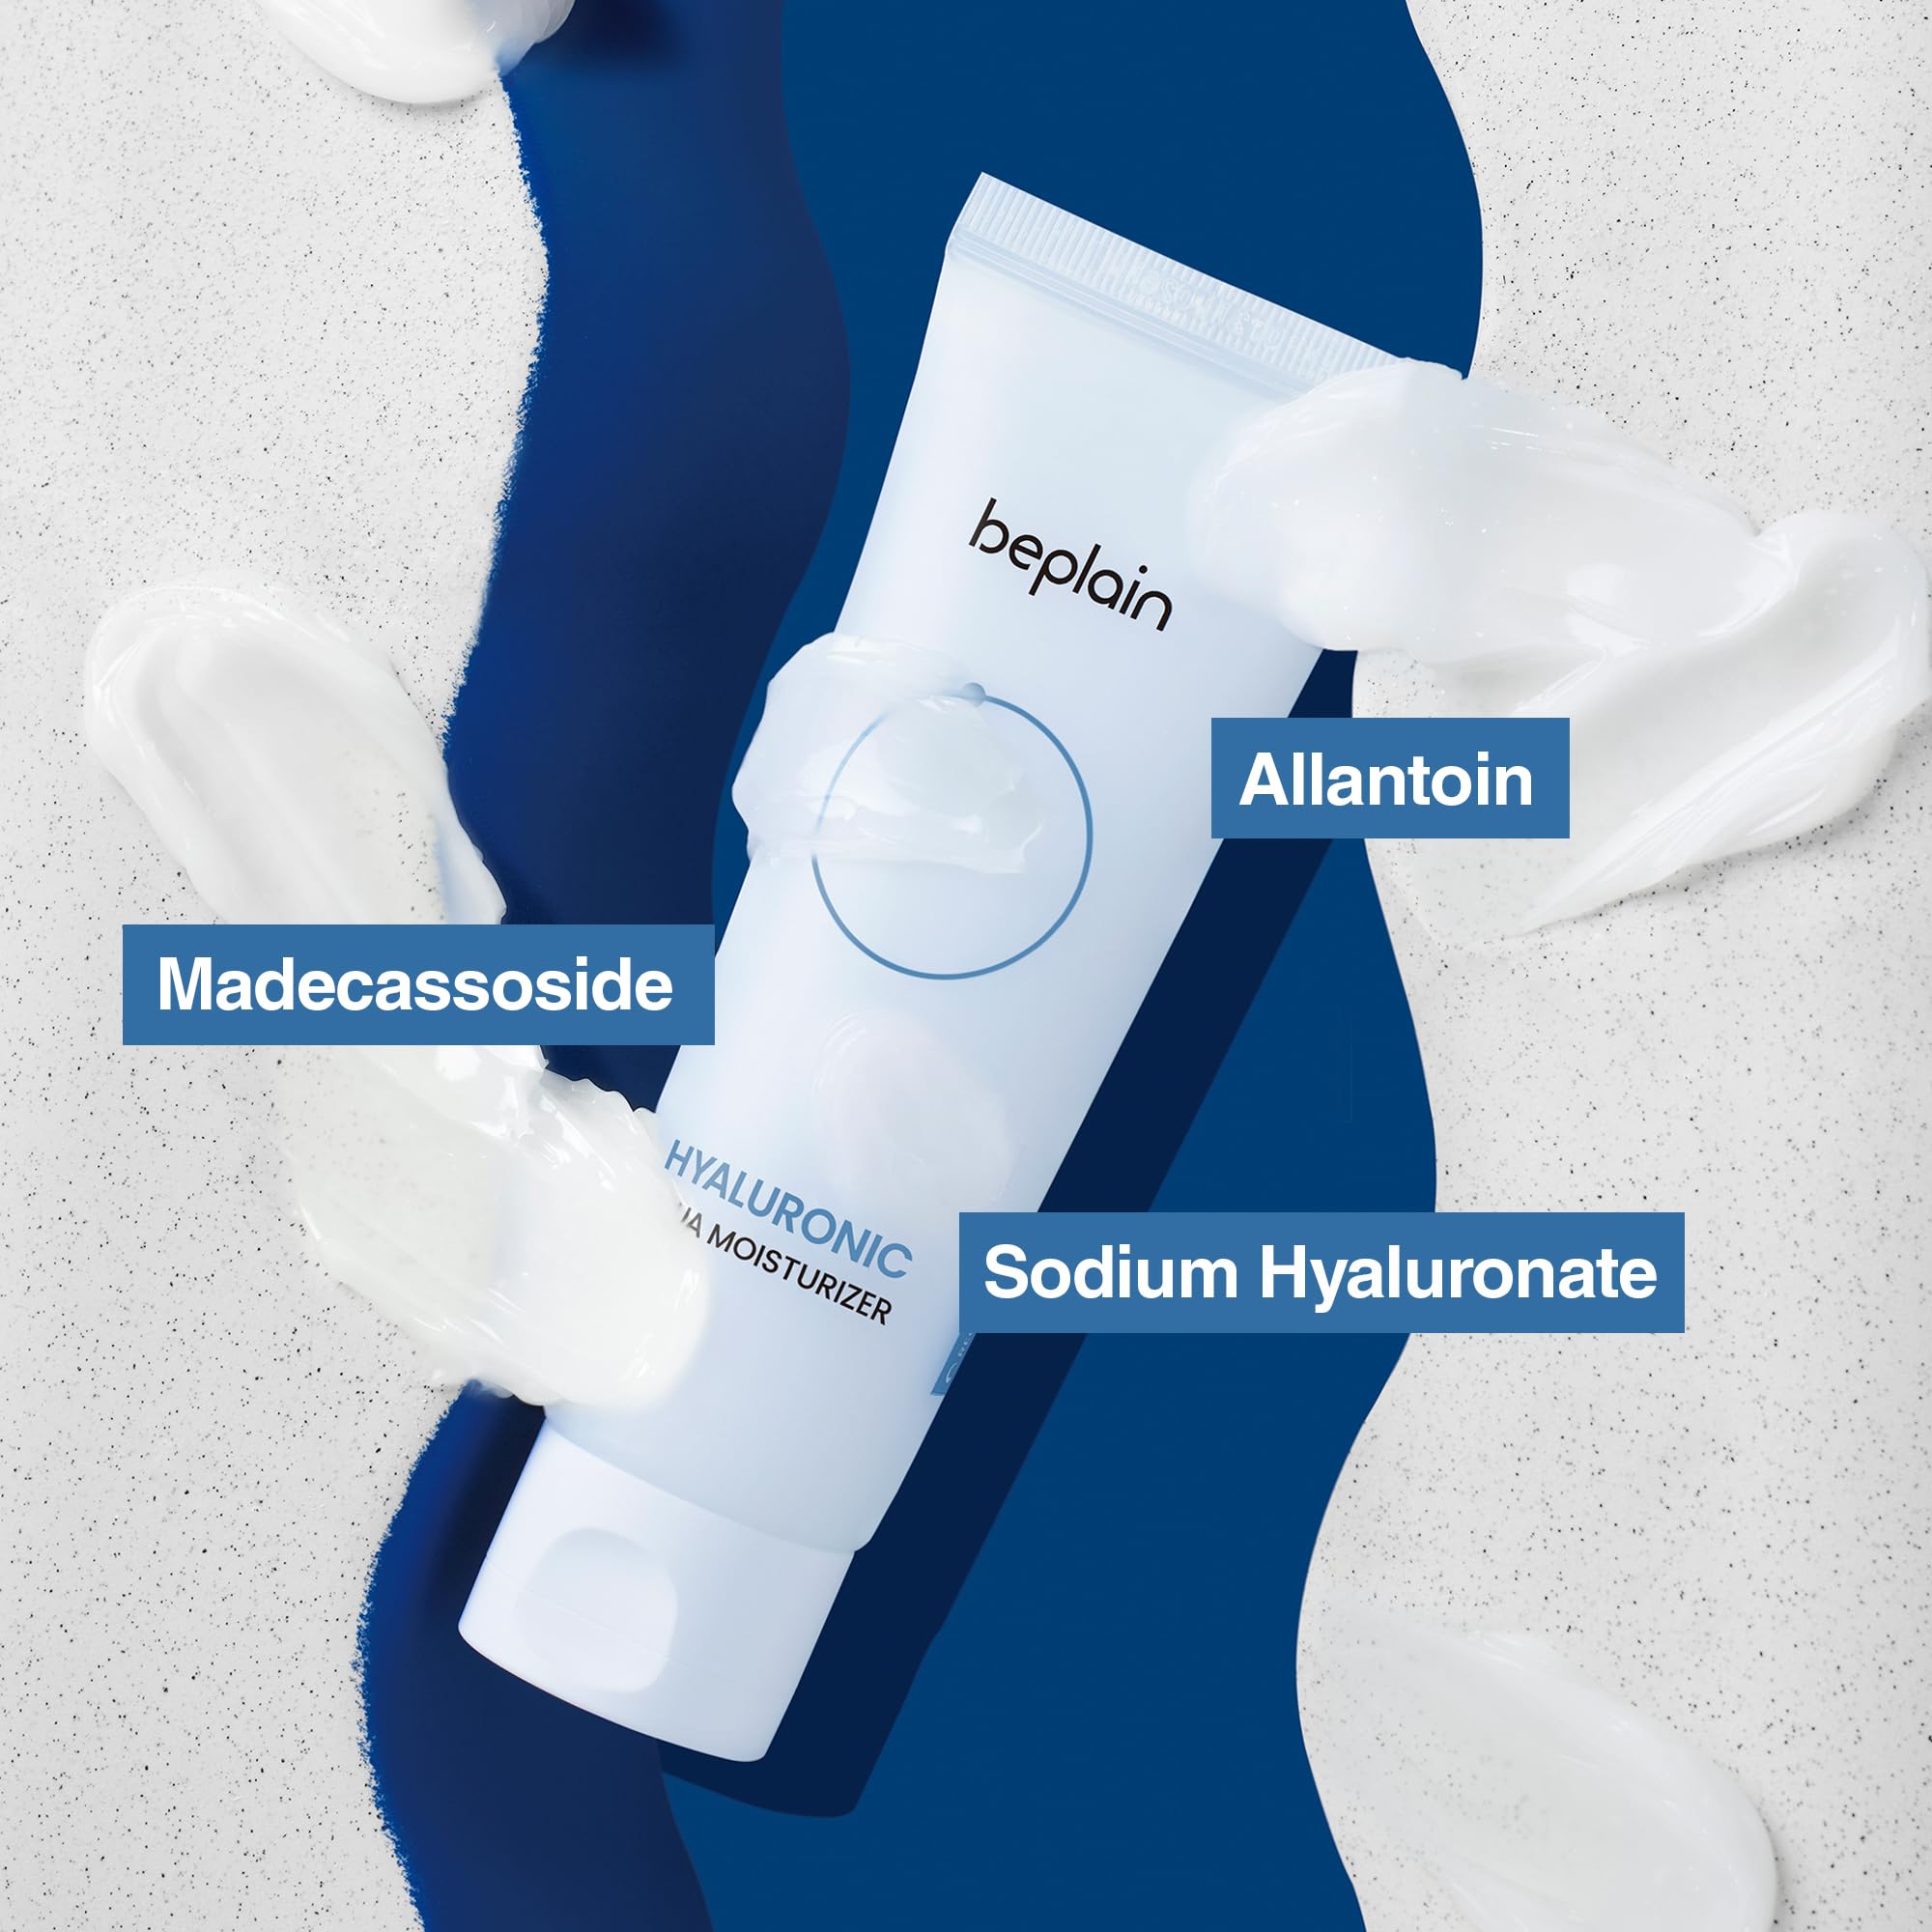 beplain
Allantoin
Madecassoside
HYALURONIC
MOISTURIZER
Sodium Hyaluronate